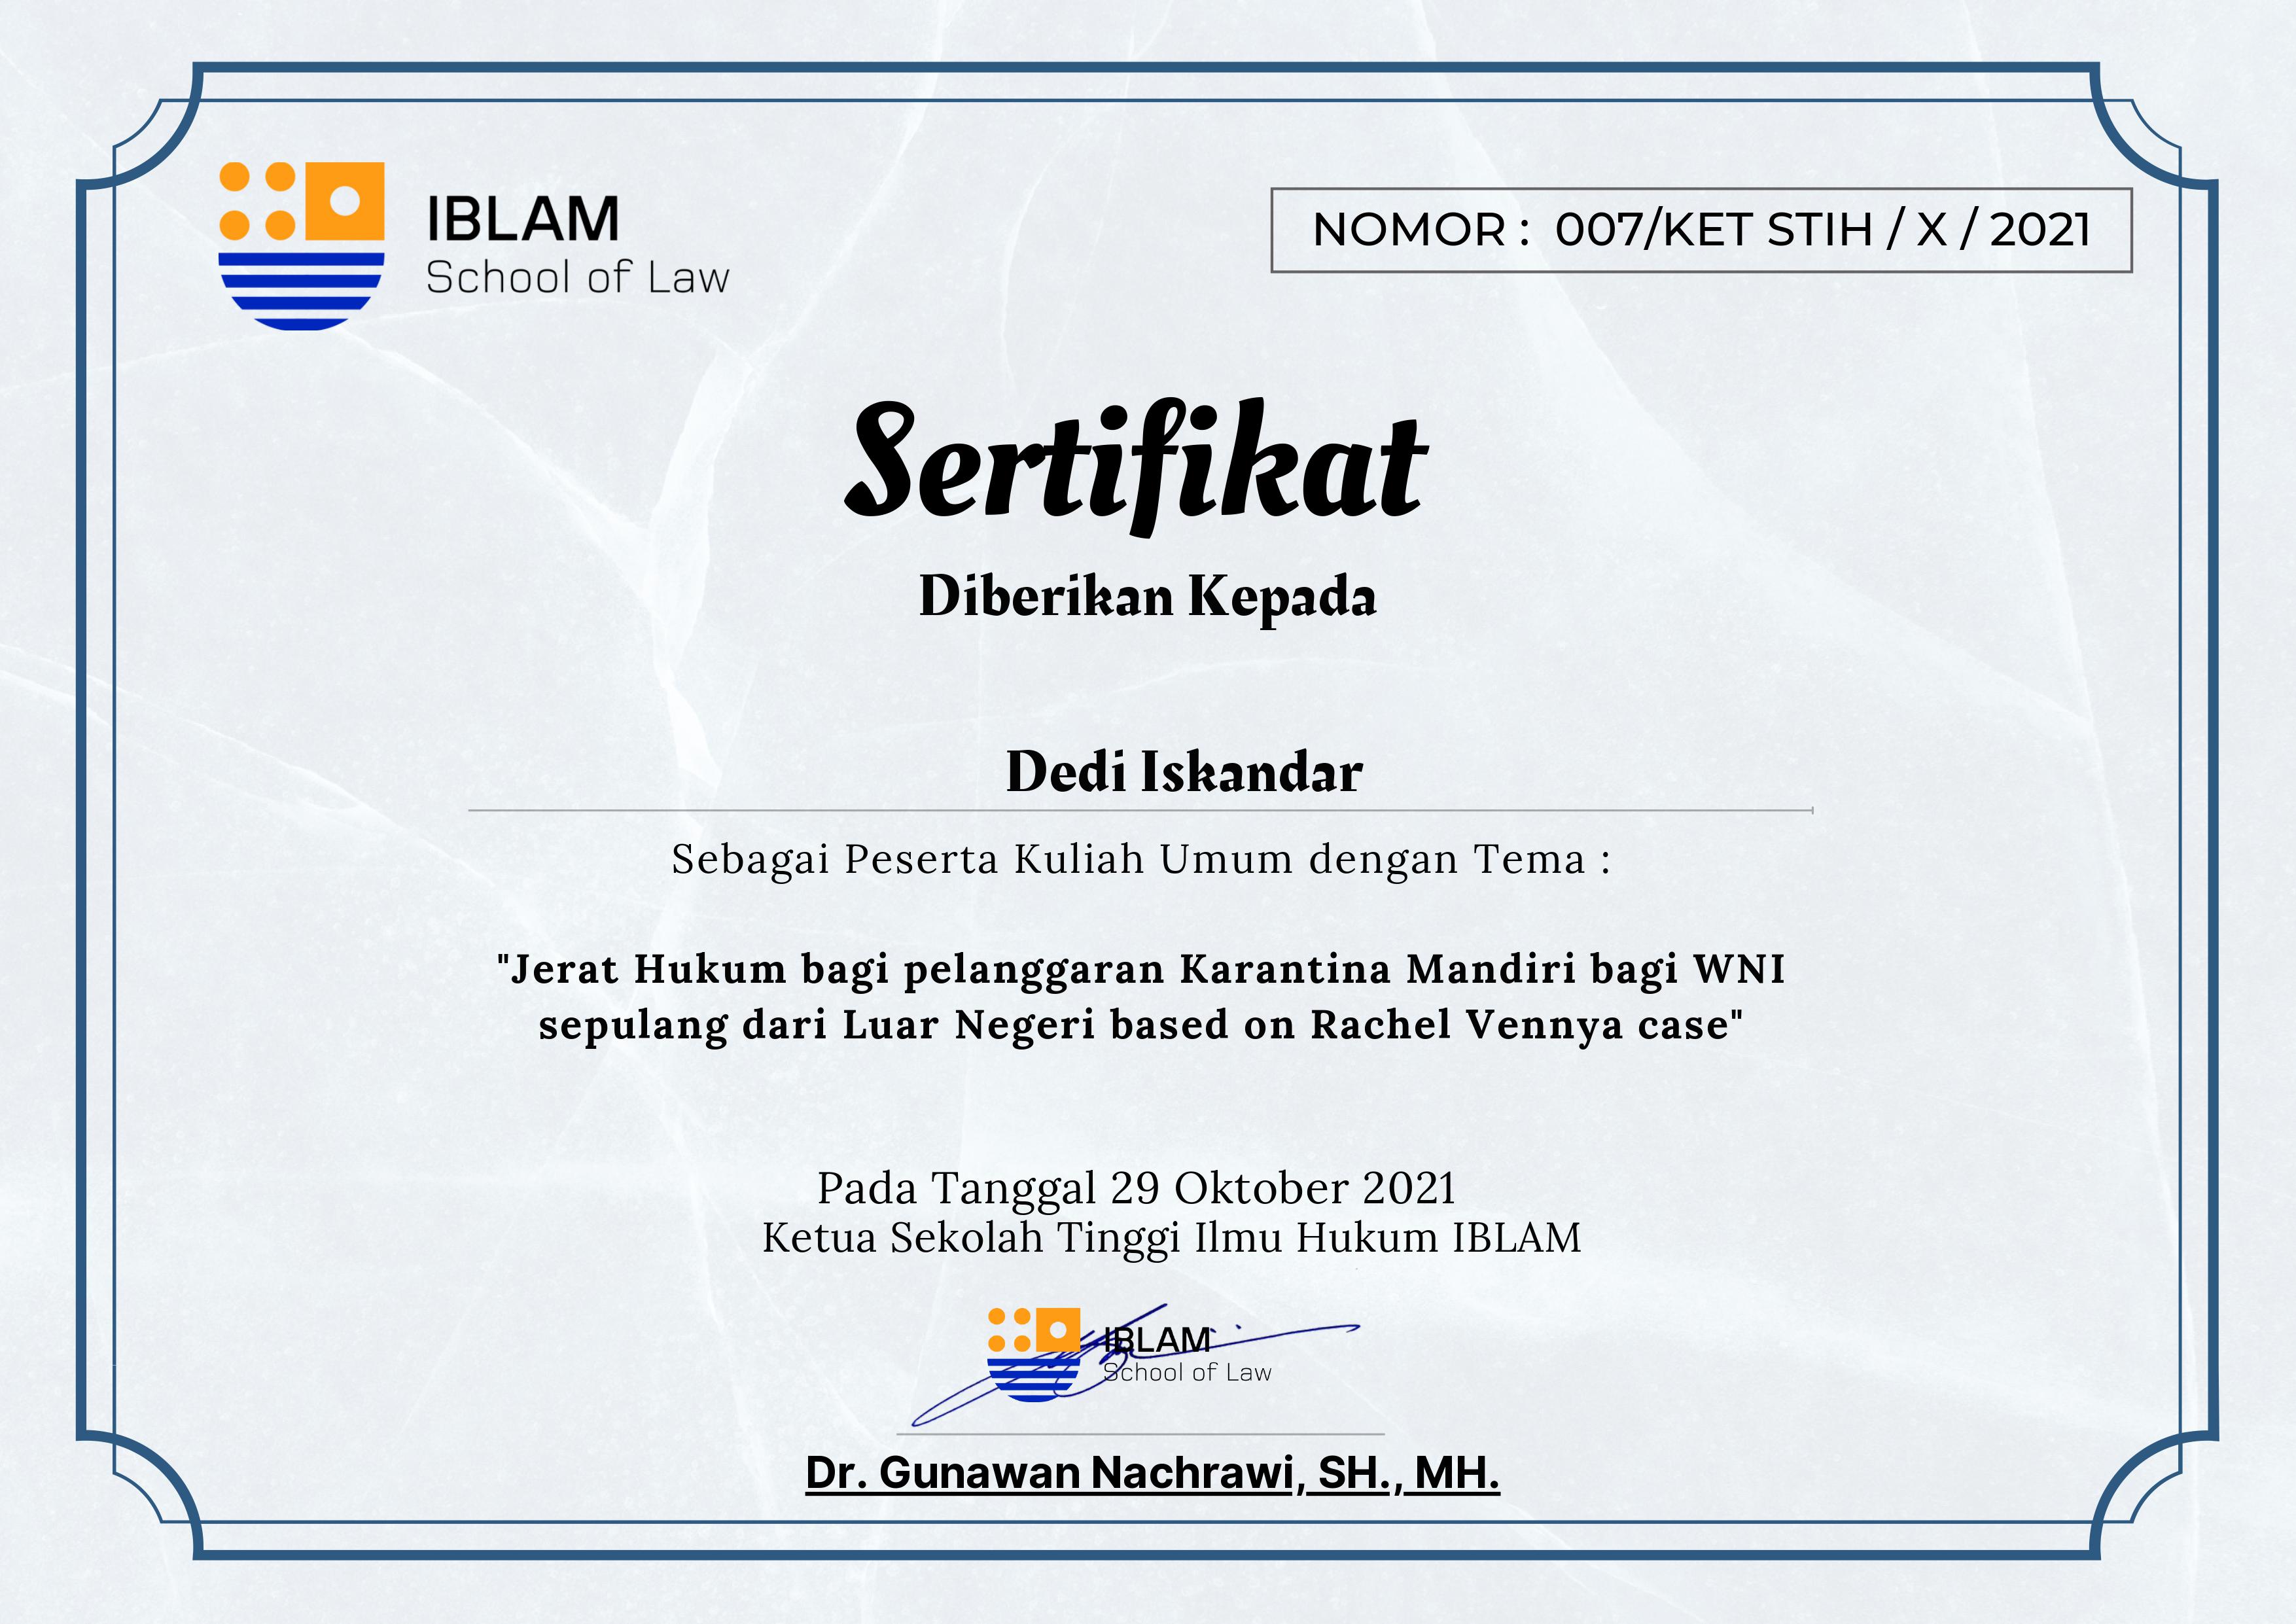 IBLAM
School of Law
NOMOR : 007/KET STIH / X / 2021
Sertifikat
Diberikan Kepada
Dedi Iskandar
Sebagai Peserta Kuliah Umum dengan Tema :
"Jerat Hukum bagi pelanggaran Karantina Mandiri bagi WNI
sepulang dari Luar Negeri based on Rachel Vennya case"
Pada Tanggal 29 Oktober 2021
Ketua Sekolah Tinggi Ilmu Hukum IBLAM
IBLAM
School of Law
Dr. Gunawan Nachrawi, SH., MH.